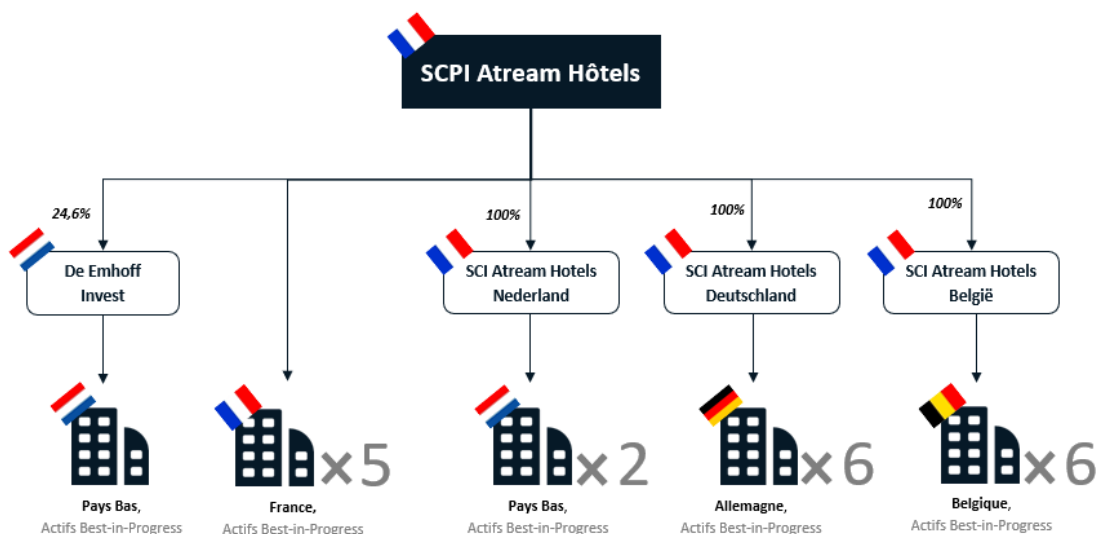 SCPI Atream Hôtels
24,6%
100%
100%
100%
De Emhoff
Invest
SCI Atream Hotels
Nederland
SCI Atream Hotels
Deutschland
SCI Atream Hotels
België
×5
×2
×6
×6
Pays Bas,
Actifs Best-in-Progress
France,
Actifs Best-in-Progress
Pays Bas,
Actifs Best-in-Progress
Allemagne,
Actifs Best-in-Progress
Belgique,
Actifs Best-in-Progress